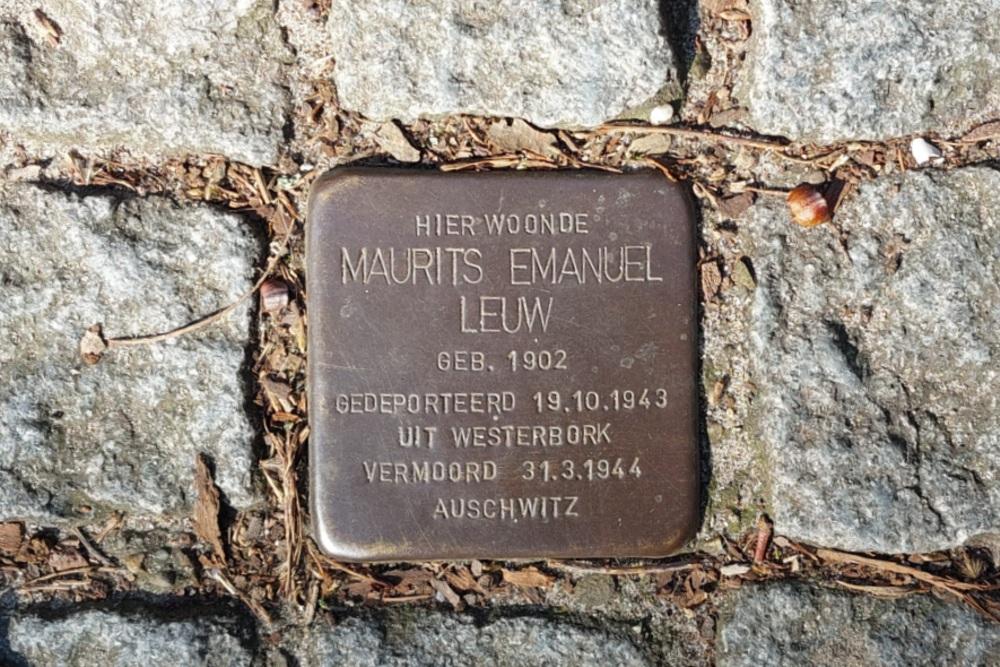 HIER WOONDE
MAURITS EMANUEL
LEUW
GEB. 1902
GEDEPORTEERD 19.10.1943
UIT WESTERBORK
VERMOORD 31.3.1944
AUSCHWITZ